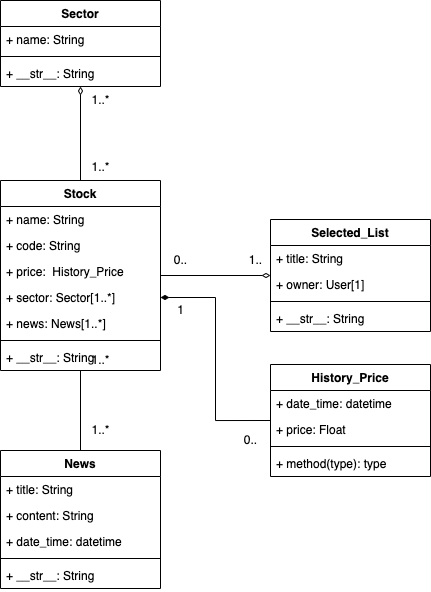 Sector
+ name: String
+ __str__: String
1..*
1..*
Stock
+ name: String
+ code: String
+ price:  History_Price
+ sector: Sector[1..*]
+ news: News[1..*]
+ __str__: String
1..*
0..
1..
1
Selected_List
+ title: String
+ owner: User[1]
+ __str__: String
History_Price
+ date_time: datetime
+ price: Float
+ method(type): type
0..
1..*
News
+ title: String
+ content: String
+ date_time: datetime
+ __str__: String